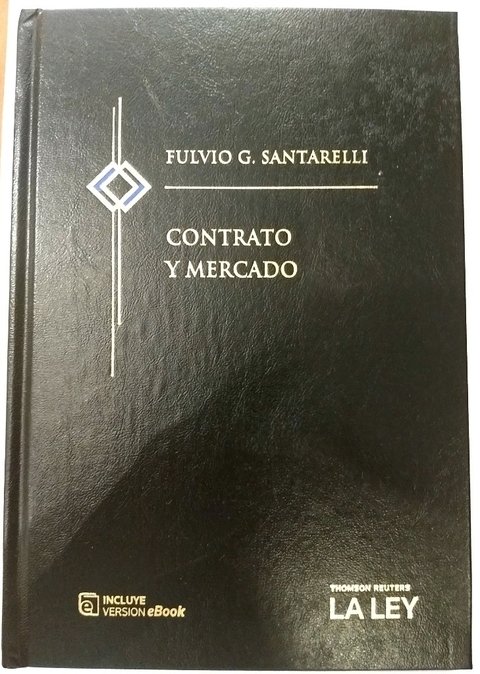 FULVIO G. SANTARELLI
CONTRATO
Y MERCADO
INCLUYE
VERSION eBook
THOMSON REUTERS
LA LEY